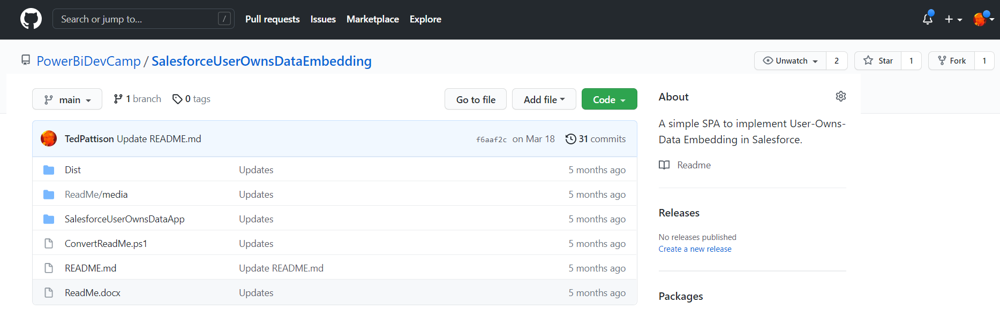 Search or jump to... / Pull requests Issues Marketplace Explore
PowerBiDevCamp / SalesforceUserOwnsDataEmbedding Unwatch 2 Star 1 Fork 1
main 1 branch 0 tags Go to file Add file Code
TedPattison Update README.md f6aaf2c on Mar 18 31 commits
Dist Updates 5 months ago
ReadMe/media Updates 5 months ago
SalesforceUserOwnsDataApp Updates 5 months ago
ConvertReadMe.ps1 Updates 5 months ago
README.md Update README.md 5 months ago
ReadMe.docx Updates 5 months ago
About
A simple SPA to implement User-Owns-
Data Embedding in Salesforce.
Readme
Releases
No releases published
Create a new release
Packages